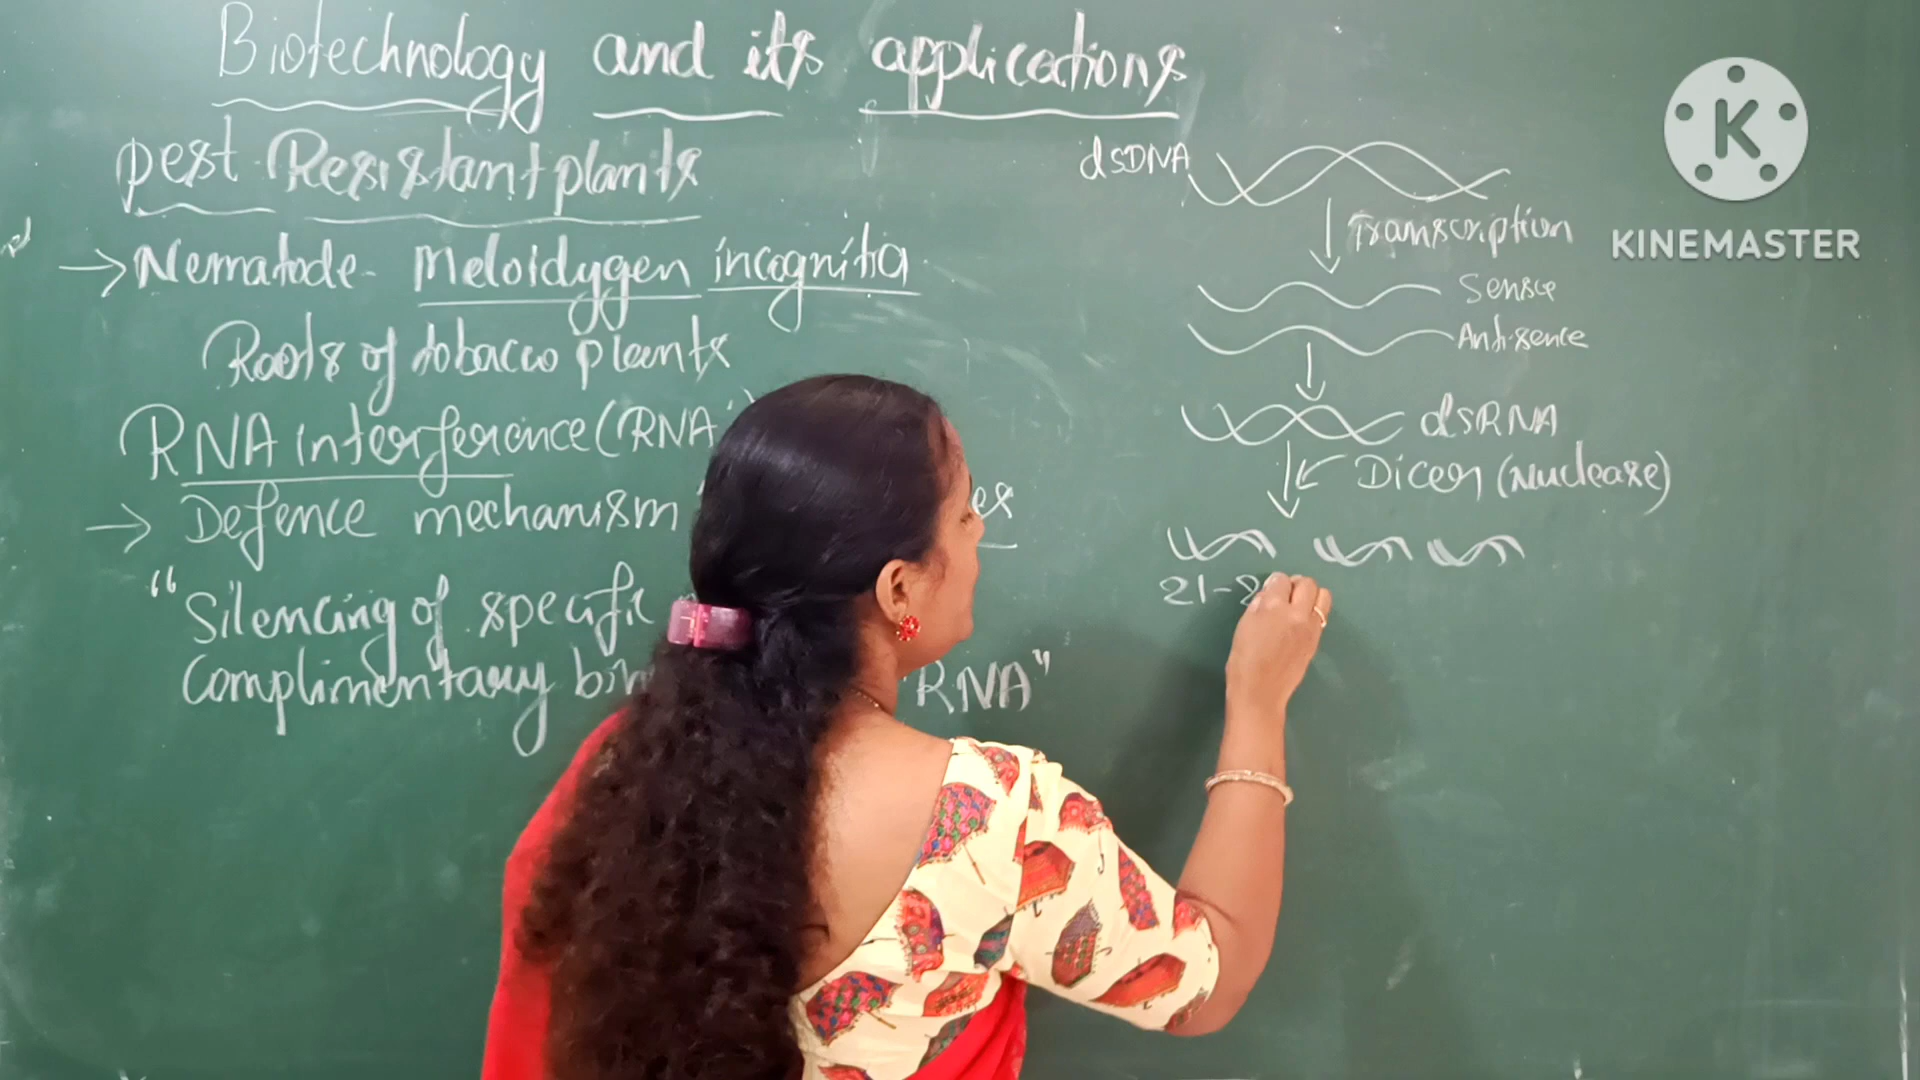 Biotechnology and its applications
pest Resistant plants
→ Nematode - Meloidygen incognitia
Roots of tobacco plants
RNA interference (RNA
→ Defence mechanism
"Silencing of specific
Complimentary RNA"
dsDNA
Transcription
Sense
Anti-sence
dsRNA
Dicer (Nuclease)
21-
K
KINEMASTER